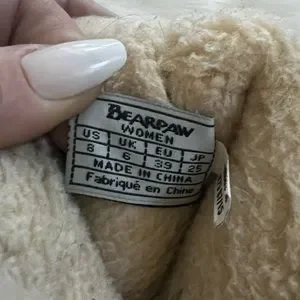 BEARPAW
WOMEN
US UK EU JP
8 6 39 25
MADE IN CHINA
Fabriqué en Chine